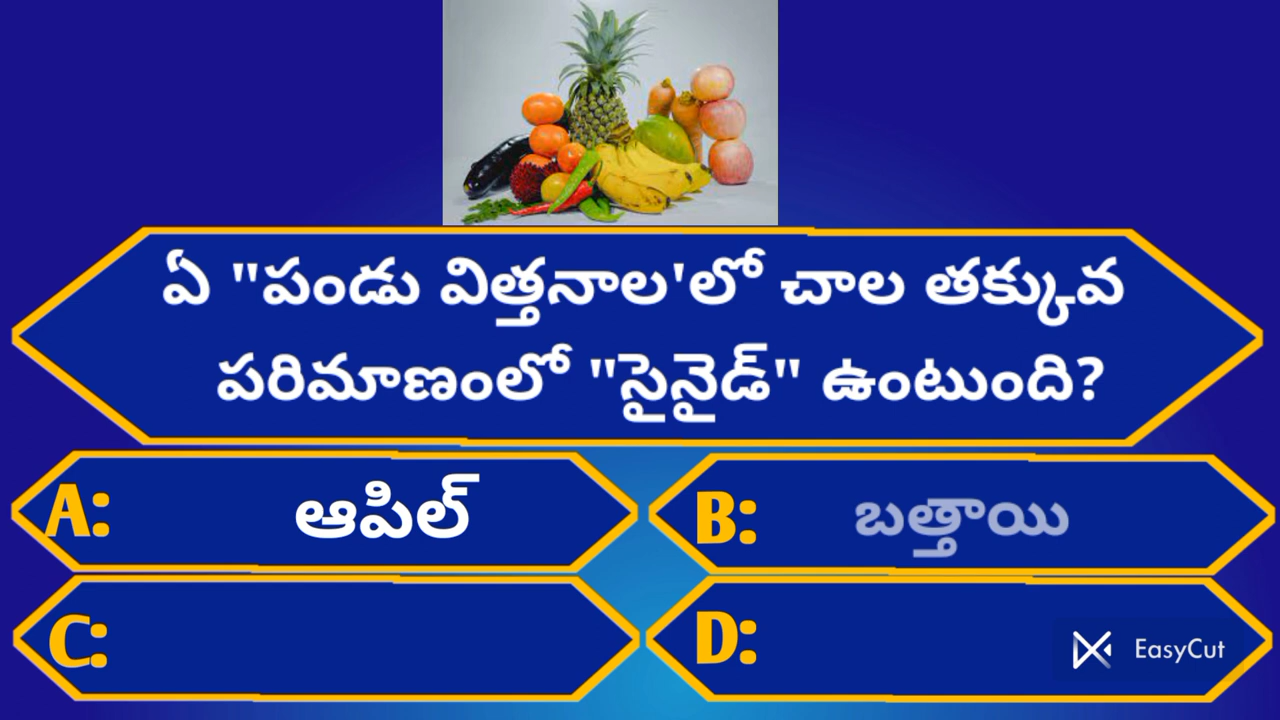 ఏ "పండు విత్తనాల'లో చాల తక్కువ
పరిమాణంలో "సైనైడ్" ఉంటుంది?
A: ఆపిల్
B: బత్తాయి
C:
D:
EasyCut